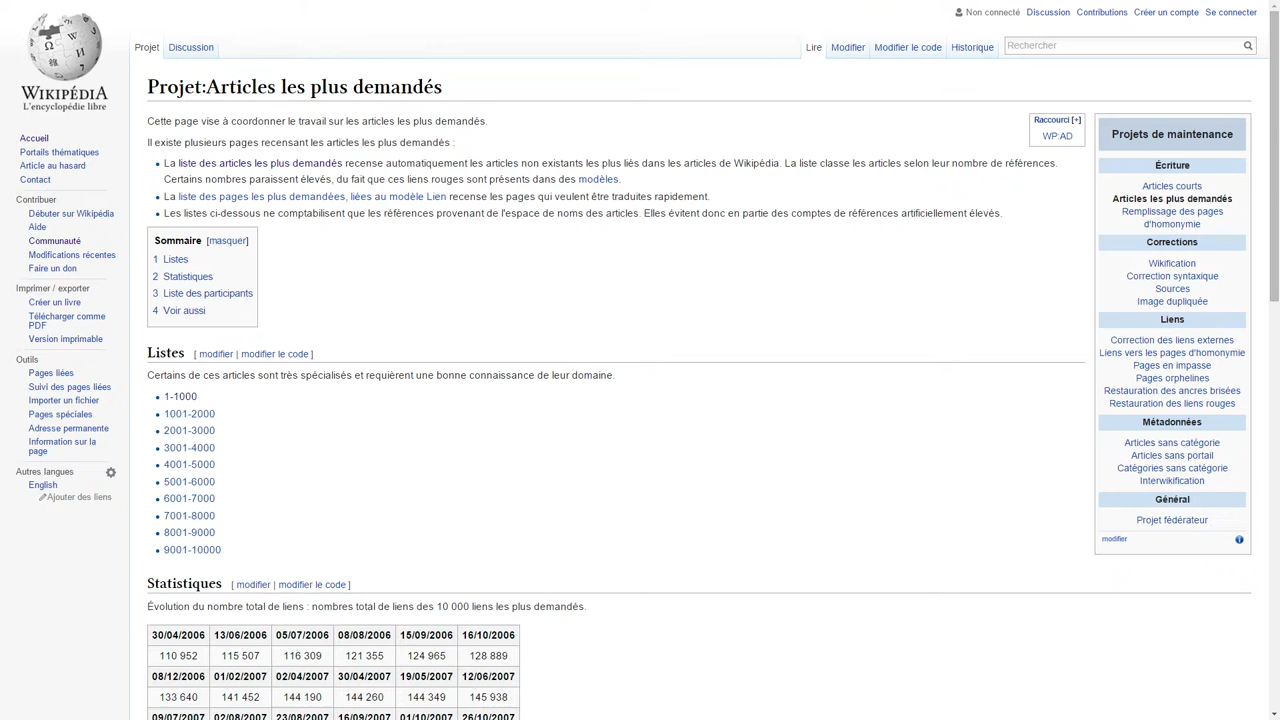 Non connecté Discussion Contributions Créer un compte Se connecter
Projet Discussion Lire Modifier Modifier le code Historique Rechercher
WIKIPÉDIA
L'encyclopédie libre
Accueil
Portails thématiques
Article au hasard
Contact
Contribuer
Débuter sur Wikipédia
Aide
Communauté
Modifications récentes
Faire un don
Imprimer / exporter
Créer un livre
Télécharger comme
PDF
Version imprimable
Outils
Pages liées
Suivi des pages liées
Importer un fichier
Pages spéciales
Adresse permanente
Information sur la
page
Autres langues
English
Ajouter des liens
Projet:Articles les plus demandés
Cette page vise à coordonner le travail sur les articles les plus demandés.
Raccourci [+]
WP:AD
Il existe plusieurs pages recensant les articles les plus demandés :
• La liste des articles les plus demandés recense automatiquement les articles non existants les plus liés dans les articles de Wikipédia. La liste classe les articles selon leur nombre de références.
Certains nombres paraissent élevés, du fait que ces liens rouges sont présents dans des modèles.
• La liste des pages les plus demandées, liées au modèle Lien recense les pages qui veulent être traduites rapidement.
• Les listes ci-dessous ne comptabilisent que les références provenant de l'espace de noms des articles. Elles évitent donc en partie des comptes de références artificiellement élevés.
Sommaire [masquer]
1 Listes
2 Statistiques
3 Liste des participants
4 Voir aussi
Listes [ modifier | modifier le code ]
Certains de ces articles sont très spécialisés et requièrent une bonne connaissance de leur domaine.
• 1-1000
• 1001-2000
• 2001-3000
• 3001-4000
• 4001-5000
• 5001-6000
• 6001-7000
• 7001-8000
• 8001-9000
• 9001-10000
Statistiques [ modifier | modifier le code ]
Évolution du nombre total de liens : nombres total de liens des 10 000 liens les plus demandés.
30/04/2006 13/06/2006 05/07/2006 08/08/2006 15/09/2006 16/10/2006
110 952 115 507 116 309 121 355 124 965 128 889
08/12/2006 01/02/2007 02/04/2007 30/04/2007 19/05/2007 12/06/2007
133 640 141 452 144 190 144 260 144 349 145 938
09/07/2007 02/08/2007 23/08/2007 16/09/2007 01/10/2007 26/10/2007
Projets de maintenance
Écriture
Articles courts
Articles les plus demandés
Remplissage des pages
d'homonymie
Corrections
Wikification
Correction syntaxique
Sources
Image dupliquée
Liens
Correction des liens externes
Liens vers les pages d'homonymie
Pages en impasse
Pages orphelines
Restauration des ancres brisées
Restauration des liens rouges
Métadonnées
Articles sans catégorie
Articles sans portail
Catégories sans catégorie
Interwikification
Général
Projet fédérateur
modifier